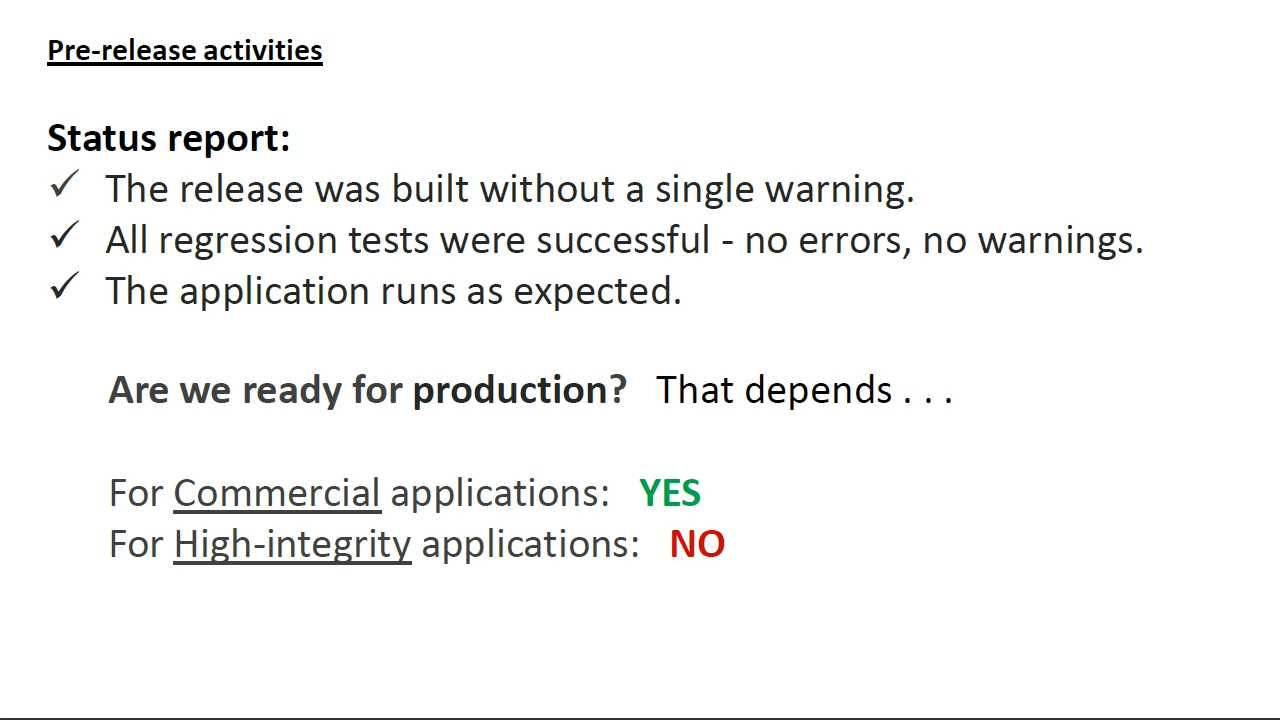 Pre-release activities
Status report:
✓ The release was built without a single warning.
✓ All regression tests were successful - no errors, no warnings.
✓ The application runs as expected.
Are we ready for production? That depends . . .
For Commercial applications: YES
For High-integrity applications: NO